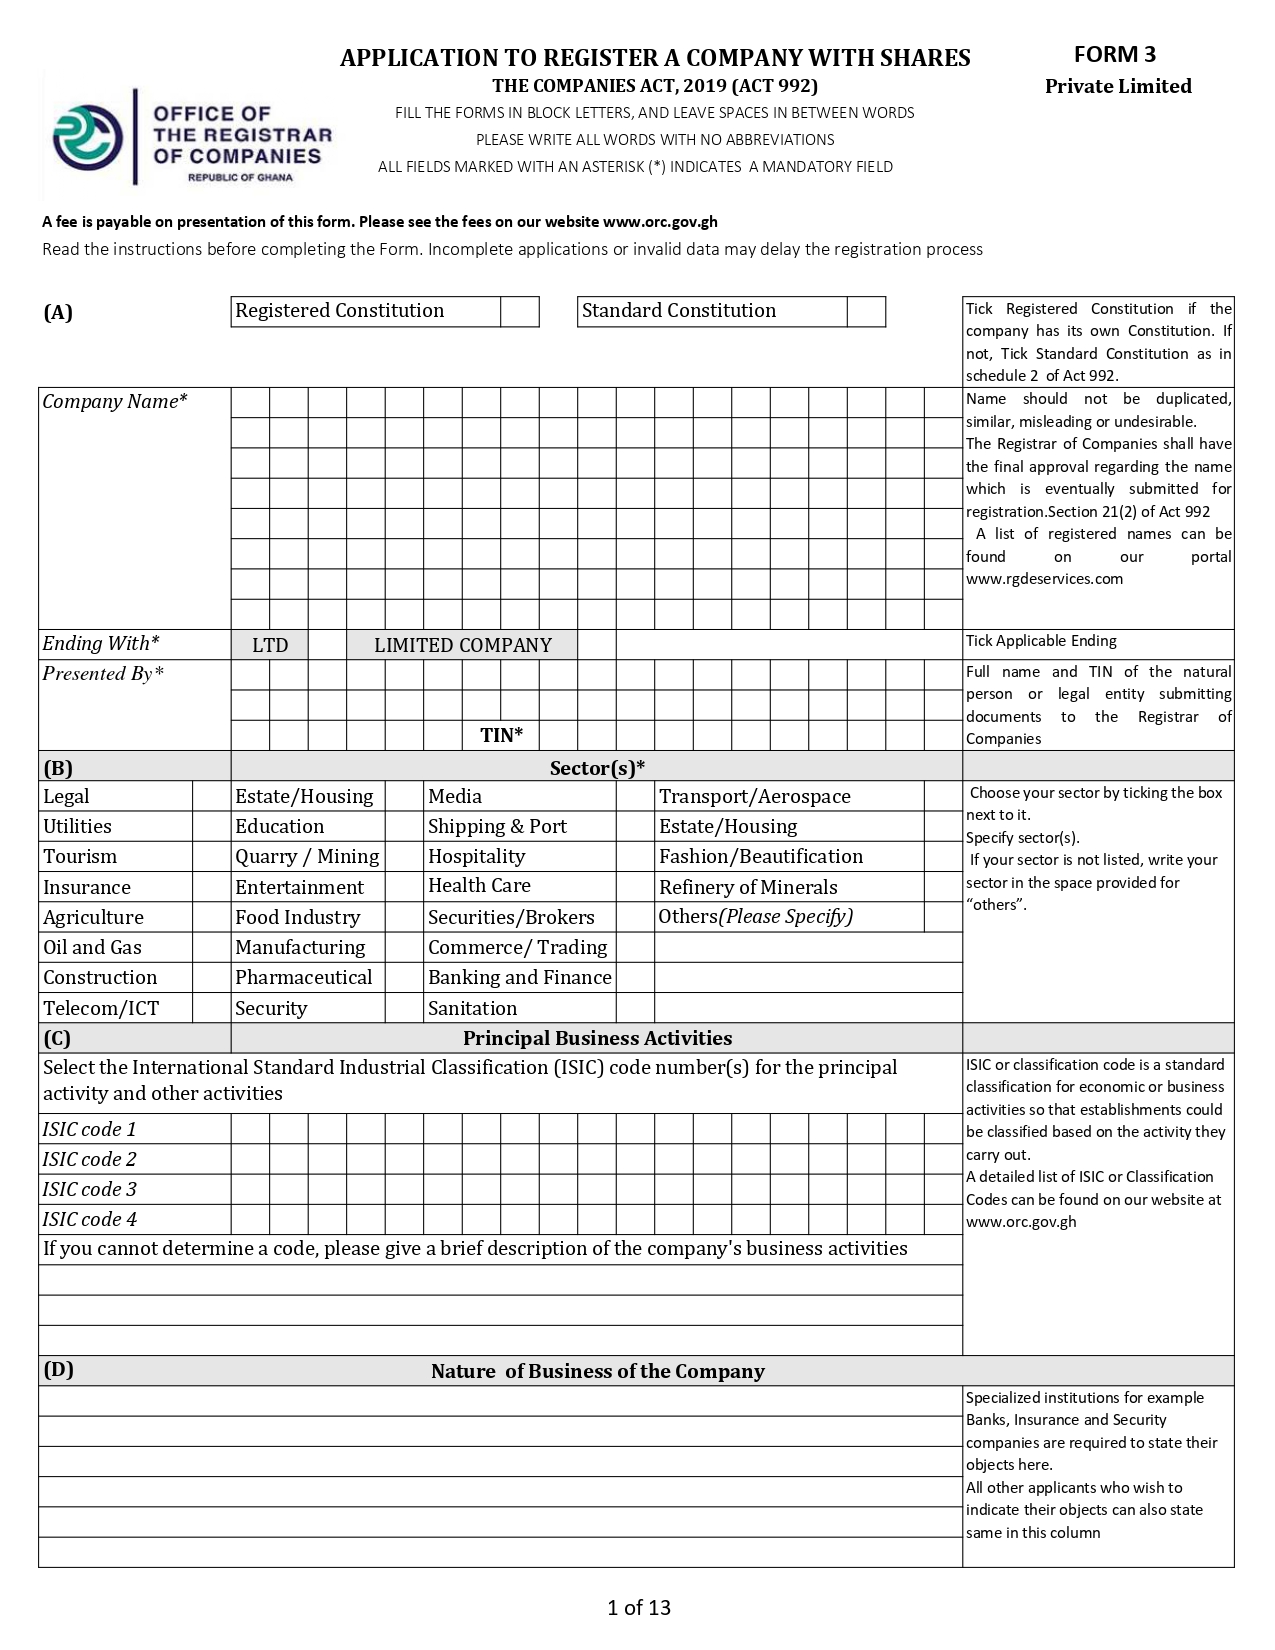 APPLICATION TO REGISTER A COMPANY WITH SHARES
FORM 3
THE COMPANIES ACT, 2019 (ACT 992)
Private Limited
FILL THE FORMS IN BLOCK LETTERS, AND LEAVE SPACES IN BETWEEN WORDS
PLEASE WRITE ALL WORDS WITH NO ABBREVIATIONS
ALL FIELDS MARKED WITH AN ASTERISK (*) INDICATES A MANDATORY FIELD
OFFICE OF
THE REGISTRAR
OF COMPANIES
REPUBLIC OF GHANA
A fee is payable on presentation of this form. Please see the fees on our website www.orc.gov.gh
Read the instructions before completing the Form. Incomplete applications or invalid data may delay the registration process
(A)
Registered Constitution
Standard Constitution
Tick Registered Constitution if the
company has its own Constitution. If
not, Tick Standard Constitution as in
schedule 2 of Act 992.
Company Name*
Name should not be duplicated,
similar, misleading or undesirable.
The Registrar of Companies shall have
the final approval regarding the name
which is eventually submitted for
registration.Section 21(2) of Act 992
A list of registered names can be
found on our portal
www.rgdeservices.com
Ending With*
LTD
LIMITED COMPANY
Tick Applicable Ending
Presented By*
TIN*
Full name and TIN of the natural
person or legal entity submitting
documents to the Registrar of
Companies
(B)
Sector(s)*
Legal
Estate/Housing
Media
Transport/Aerospace
Utilities
Education
Shipping & Port
Estate/Housing
Tourism
Quarry / Mining
Hospitality
Fashion/Beautification
Insurance
Entertainment
Health Care
Refinery of Minerals
Agriculture
Food Industry
Securities/Brokers
Others(Please Specify)
Oil and Gas
Manufacturing
Commerce/ Trading
Construction
Pharmaceutical
Banking and Finance
Telecom/ICT
Security
Sanitation
Choose your sector by ticking the box
next to it.
Specify sector(s).
If your sector is not listed, write your
sector in the space provided for
“others”.
(C)
Principal Business Activities
Select the International Standard Industrial Classification (ISIC) code number(s) for the principal
activity and other activities
ISIC code 1
ISIC code 2
ISIC code 3
ISIC code 4
If you cannot determine a code, please give a brief description of the company's business activities
ISIC or classification code is a standard
classification for economic or business
activities so that establishments could
be classified based on the activity they
carry out.
A detailed list of ISIC or Classification
Codes can be found on our website at
www.orc.gov.gh
(D)
Nature of Business of the Company
Specialized institutions for example
Banks, Insurance and Security
companies are required to state their
objects here.
All other applicants who wish to
indicate their objects can also state
same in this column
1 of 13